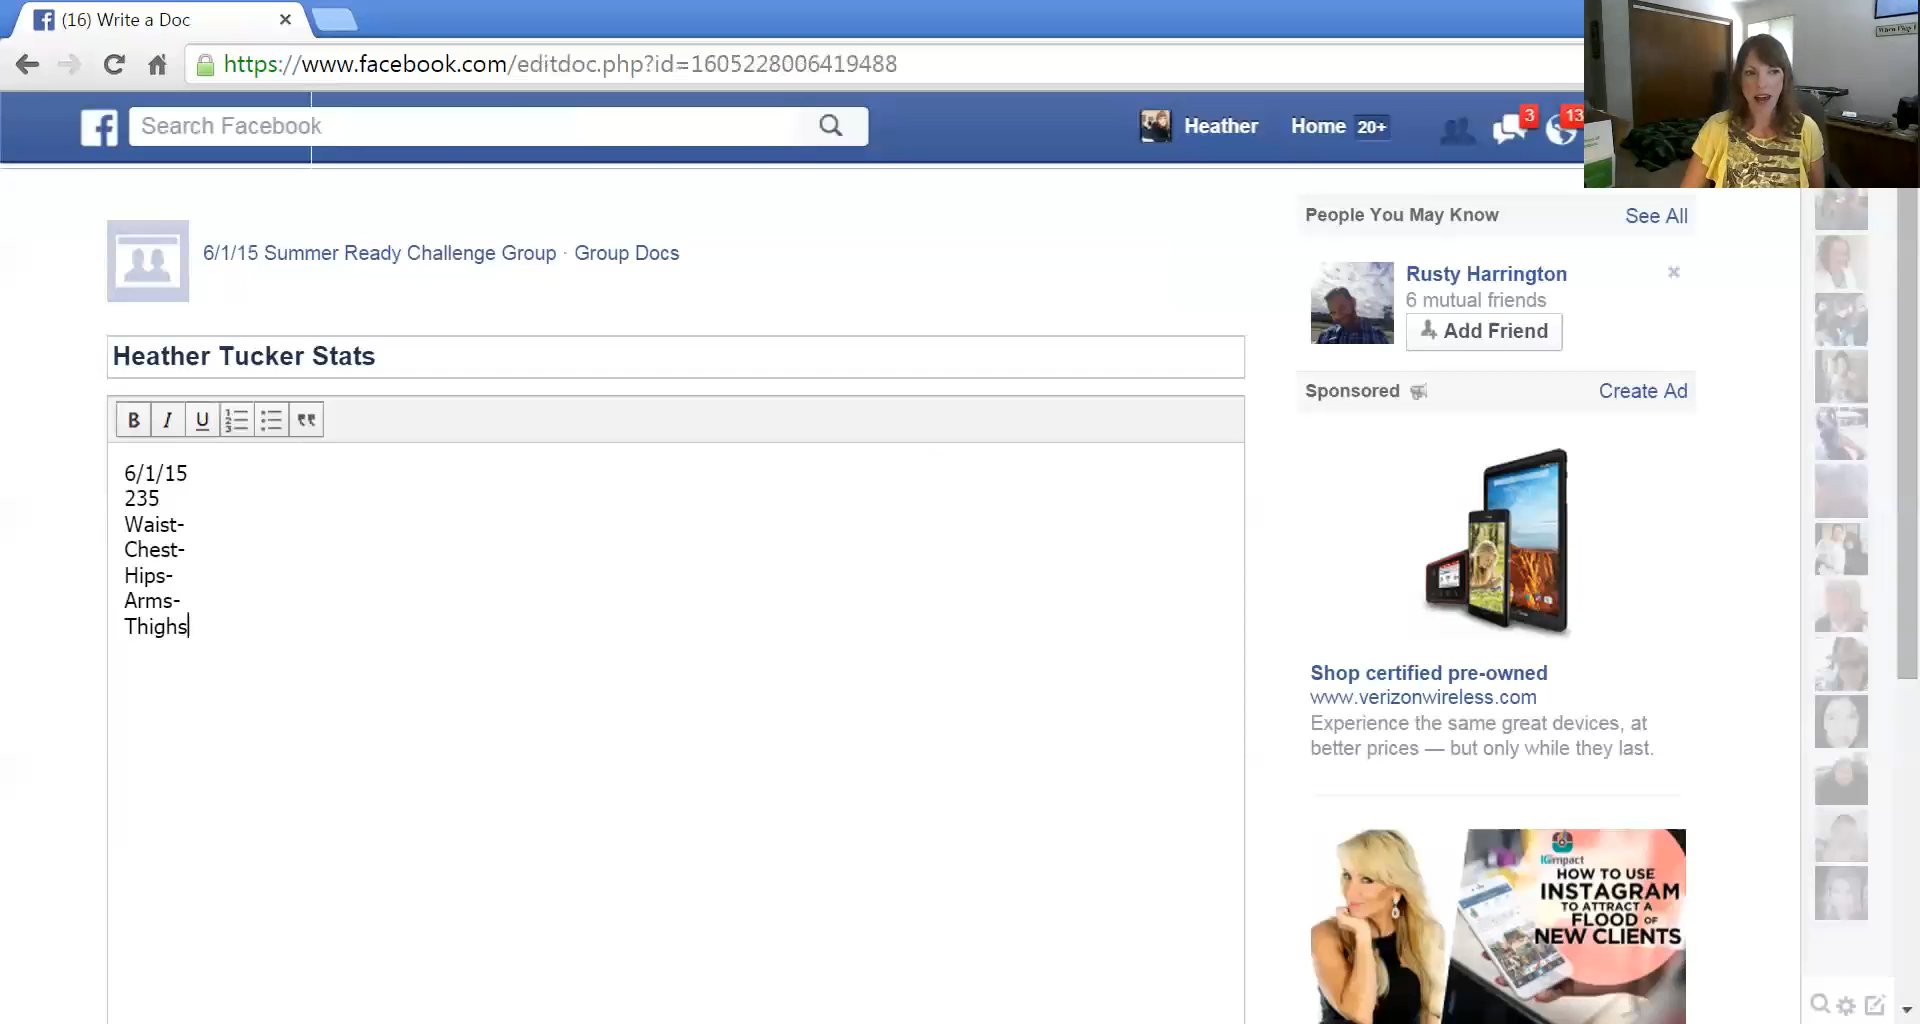 (16) Write a Doc
https://www.facebook.com/editdoc.php?id=1605228006419488
Search Facebook
Heather
Home 20+
3
13
6/1/15 Summer Ready Challenge Group · Group Docs
Heather Tucker Stats
B I U
6/1/15
235
Waist-
Chest-
Hips-
Arms-
Thighs
People You May Know
See All
Rusty Harrington
6 mutual friends
Add Friend
Sponsored
Create Ad
Shop certified pre-owned
www.verizonwireless.com
Experience the same great devices, at
better prices — but only while they last.
HOW TO USE
INSTAGRAM
TO ATTRACT A
FLOOD OF
NEW CLIENTS